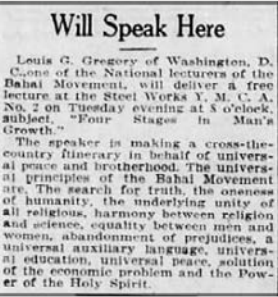 Will Speak Here
Louis G. Gregory of Washington, D.
C., one of the National lecturers of the
Bahai Movement, will deliver a free
lecture at the Steel Works Y. M. C. A.
No. 2 on Tuesday evening at 8 o'clock,
subject, "Four Stages in Man's
Growth."
The speaker is making a cross-the-
country itinerary in behalf of univers-
al peace and brotherhood. The univers-
al principles of the Bahai Movement
are, The search for truth, the oneness
of humanity, the underlying unity of
all religious, harmony between religion
and science, equality between men and
women, abandonment of prejudices, a
universal auxiliary language, univers-
al education, universal peace, solution
of the economic problem and the Pow-
er of the Holy Spirit.